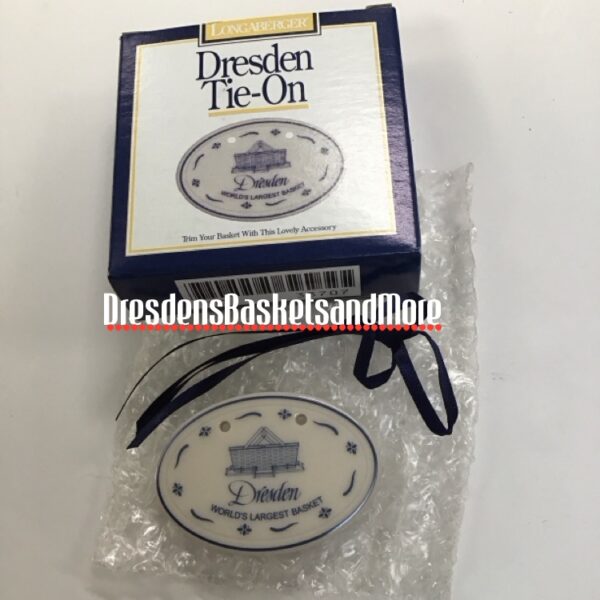 LONGABERGER
Dresden
Tie-On
Dresden
WORLD'S LARGEST BASKET
Trim Your Basket With This Lovely Accessory
DresdensBasketsandMore
Dresden
WORLD'S LARGEST BASKET